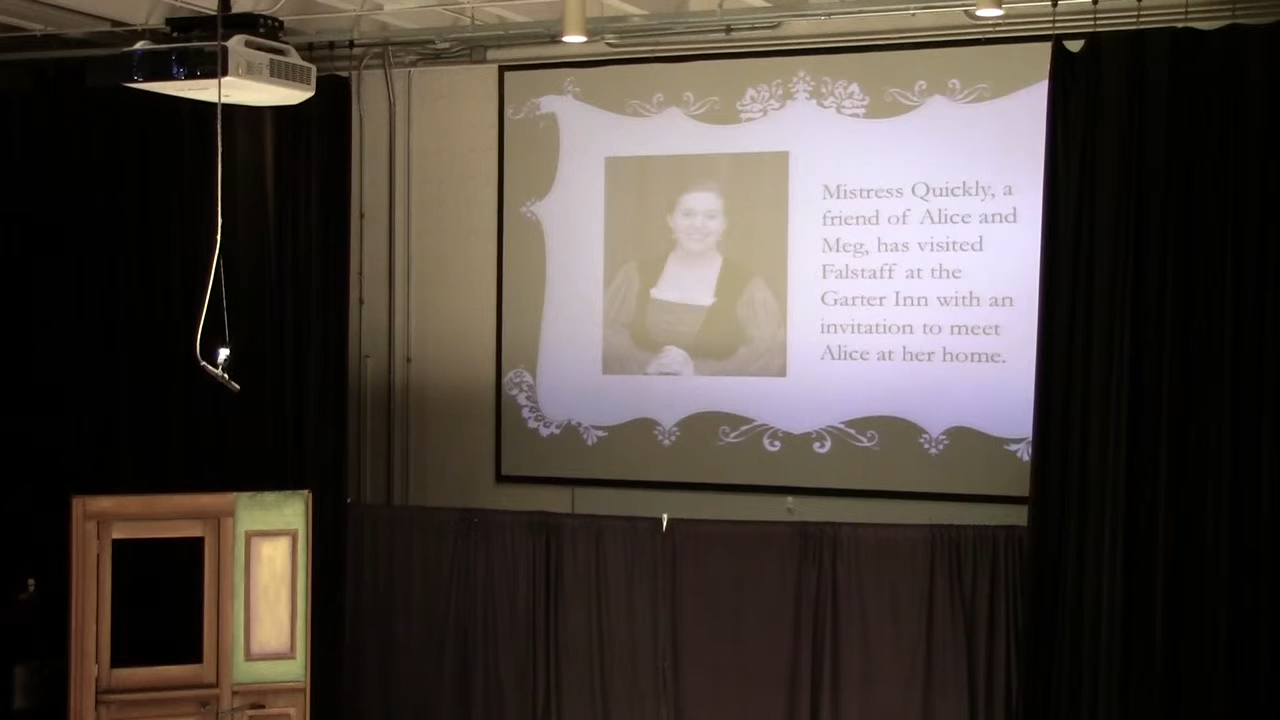 Mistress Quickly, a
friend of Alice and
Meg, has visited
Falstaff at the
Garter Inn with an
invitation to meet
Alice at her home.